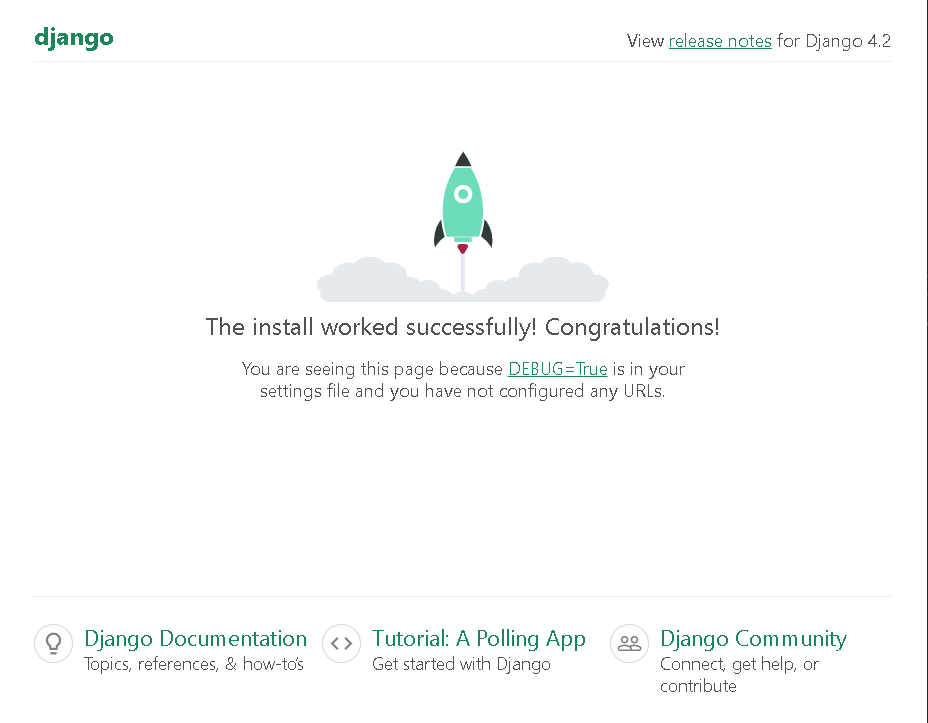 django
View release notes for Django 4.2
The install worked successfully! Congratulations!
You are seeing this page because DEBUG=True is in your
settings file and you have not configured any URLs.
Django Documentation
Topics, references, & how-to’s
Tutorial: A Polling App
Get started with Django
Django Community
Connect, get help, or
contribute